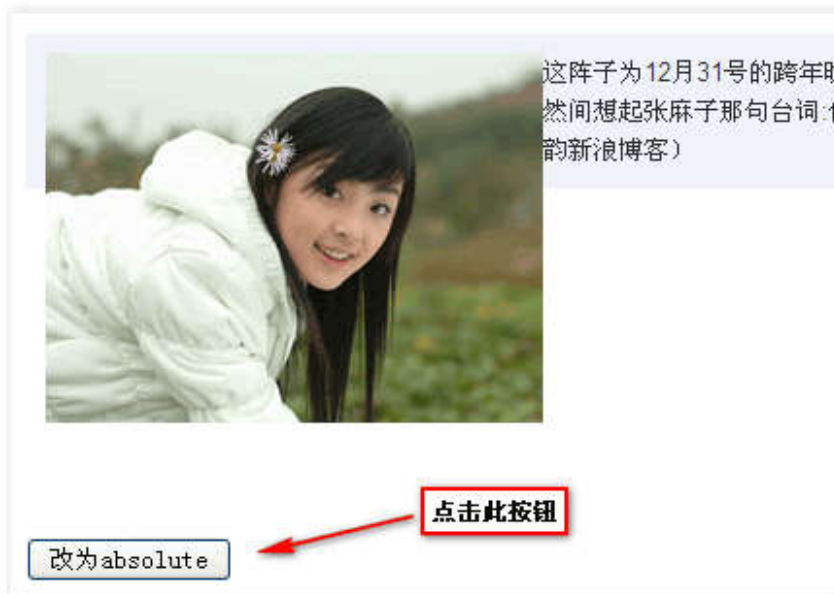 这阵子为12月31号的跨年
然间想起张麻子那句台词:
韵新浪博客）
点击此按钮
改为absolute